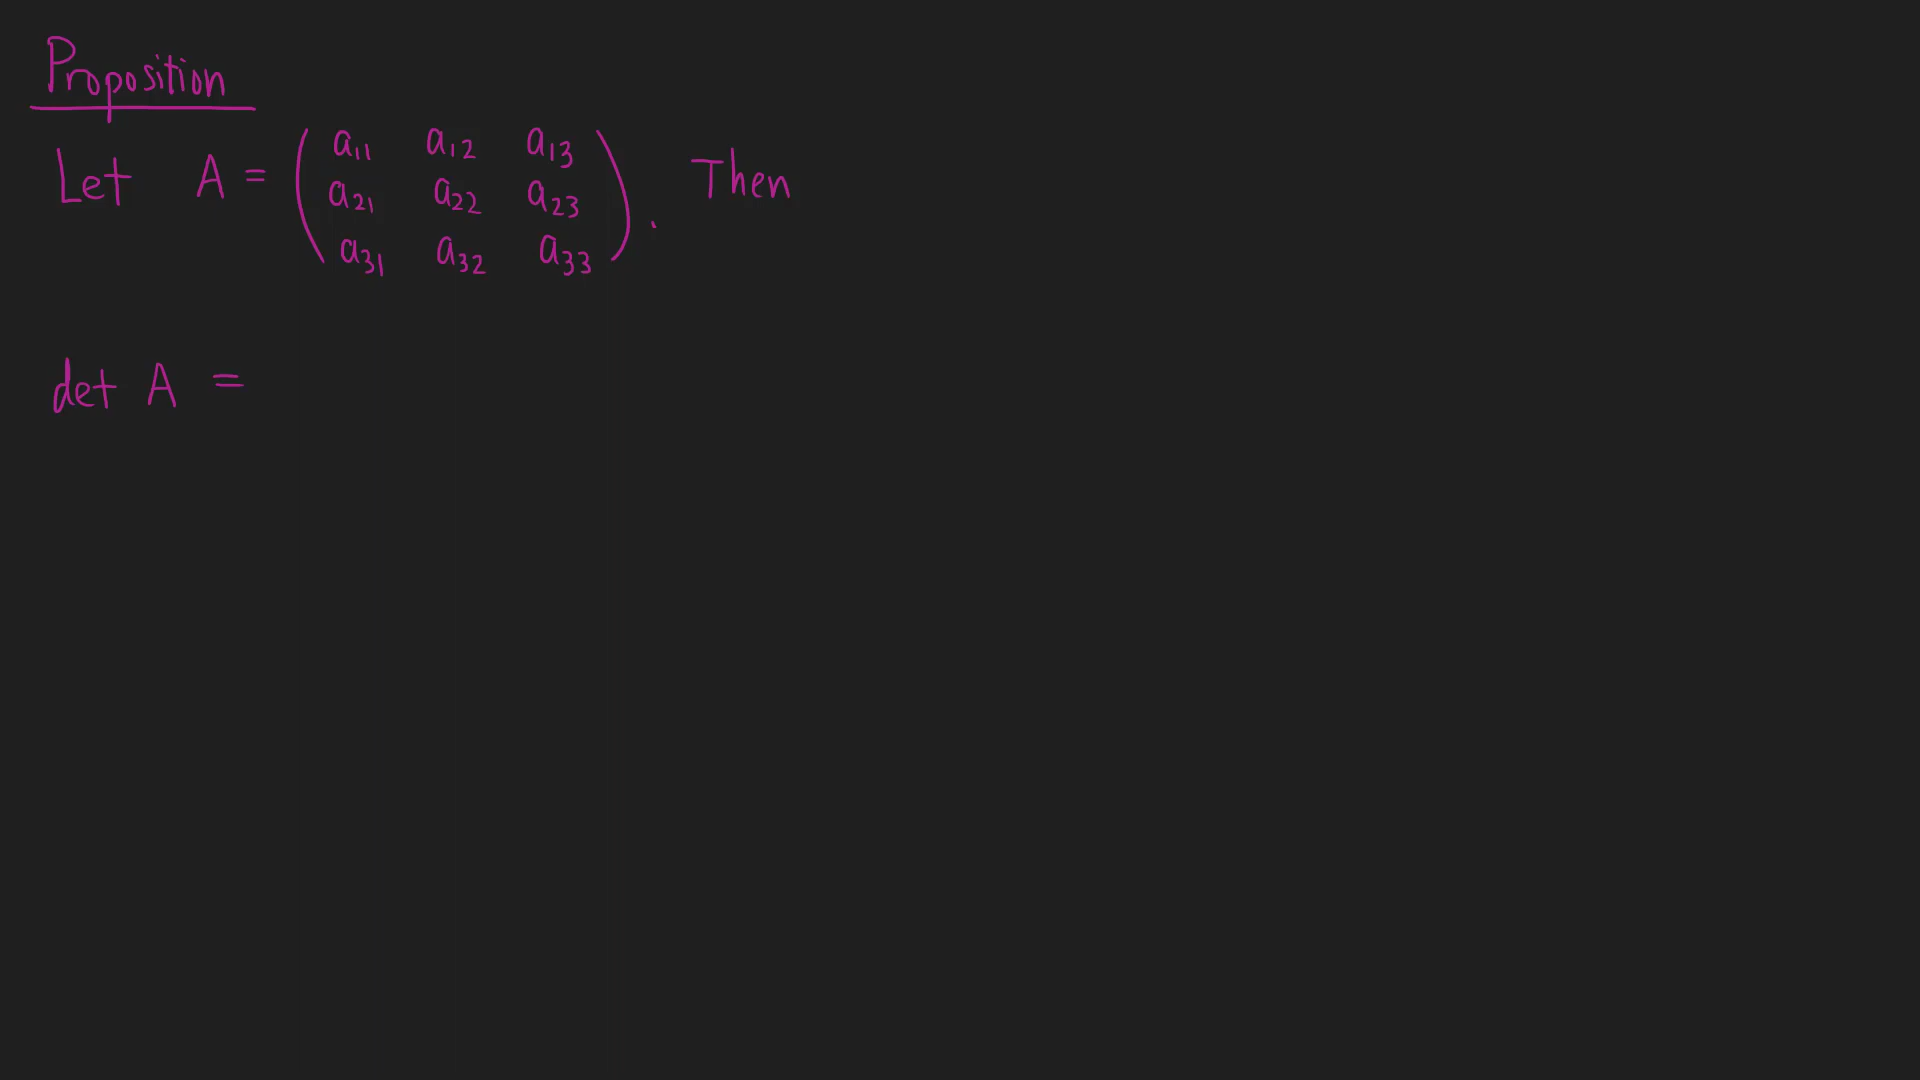 Proposition
Let A = ( a₁₁ a₁₂ a₁₃
a₂₁ a₂₂ a₂₃
a₃₁ a₃₂ a₃₃ ). Then
det A =